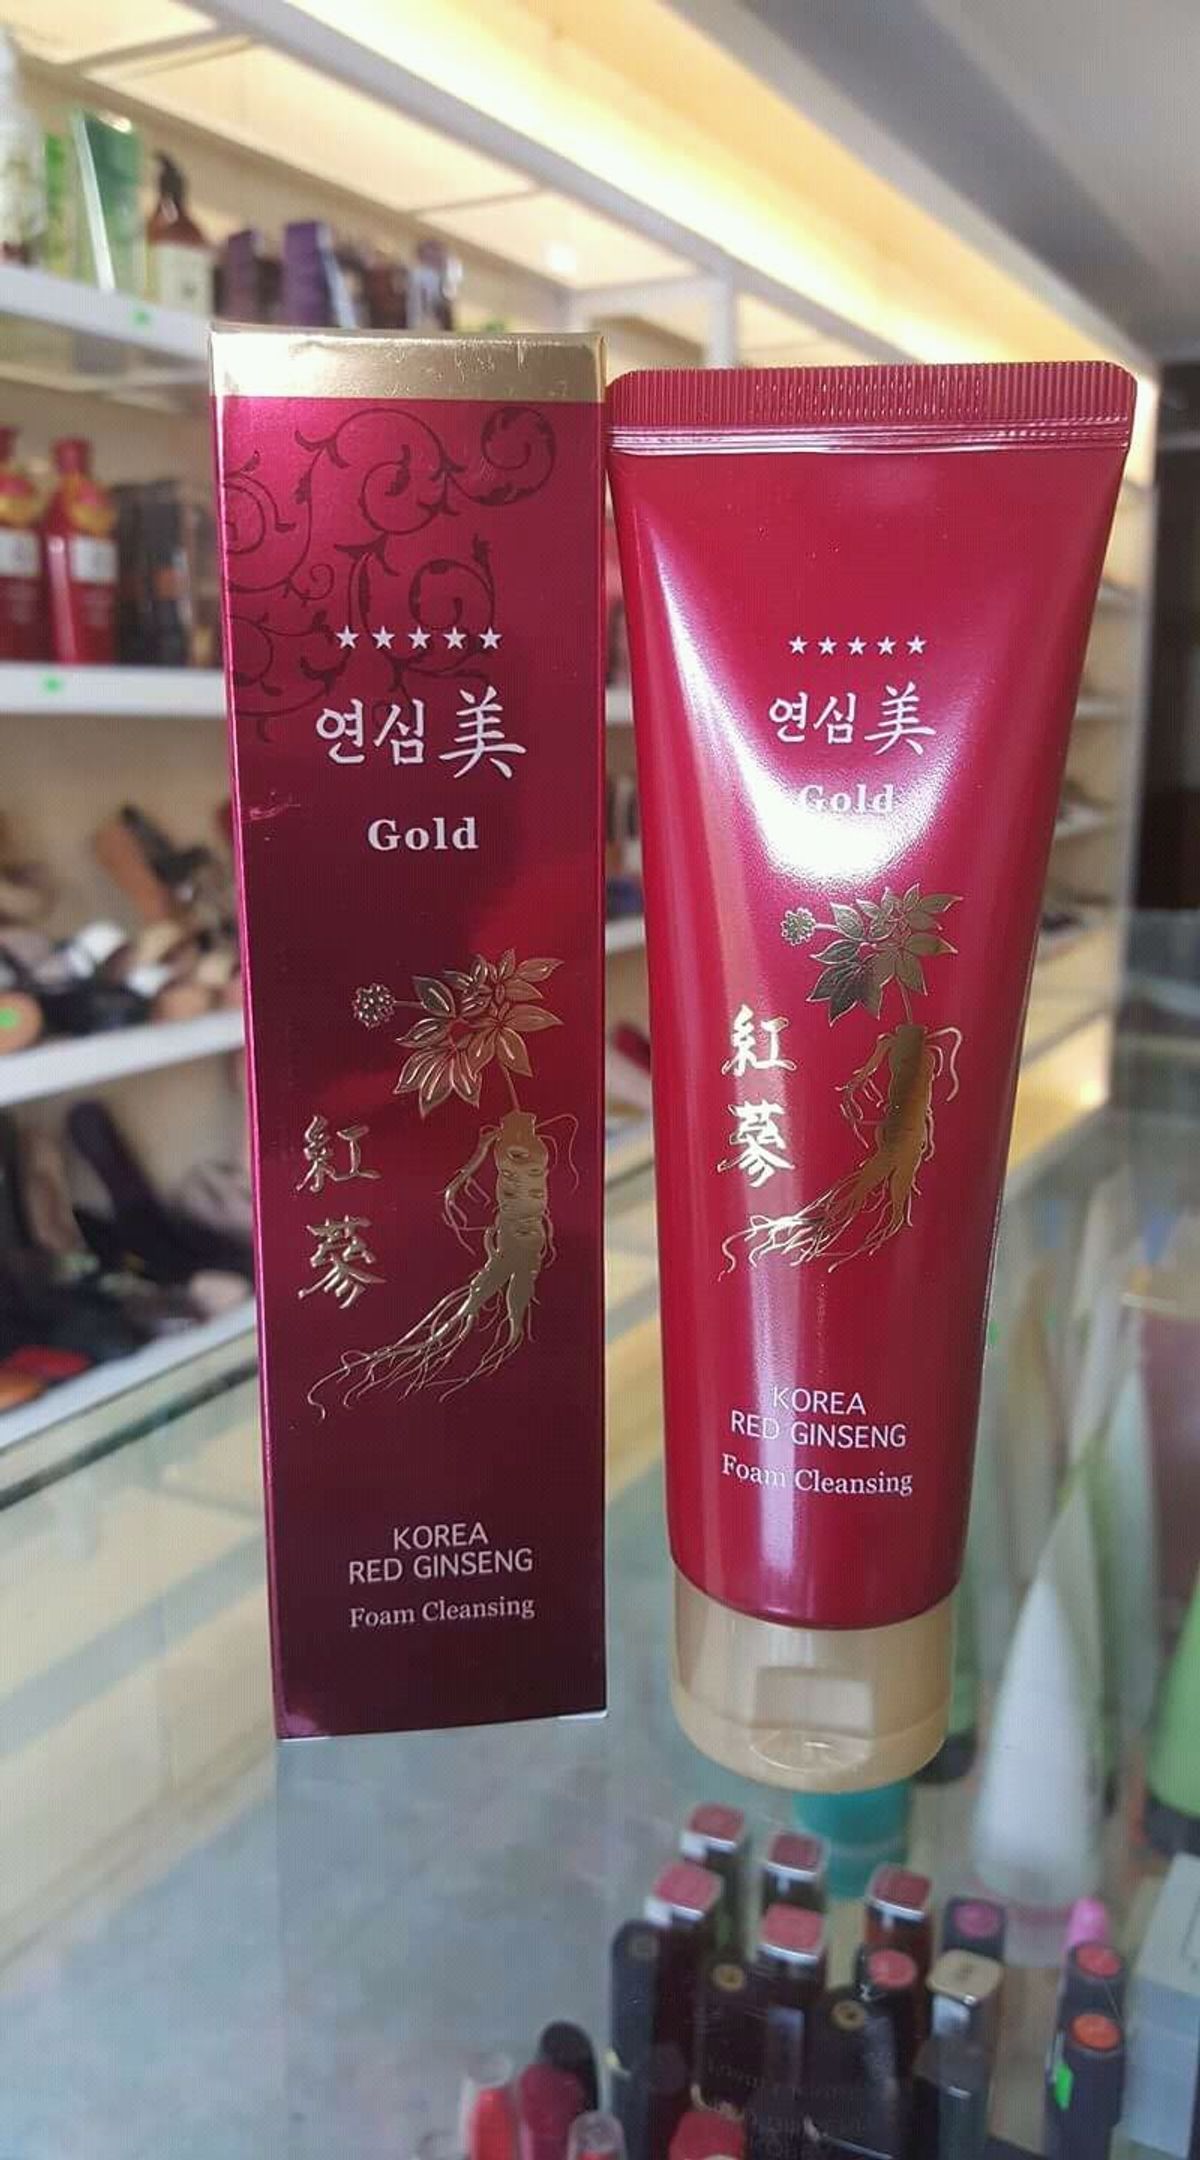 ★★★★★
연심美
Gold
紅
蔘
KOREA
RED GINSENG
Foam Cleansing
★★★★★
연심美
Gold
紅
蔘
KOREA
RED GINSENG
Foam Cleansing